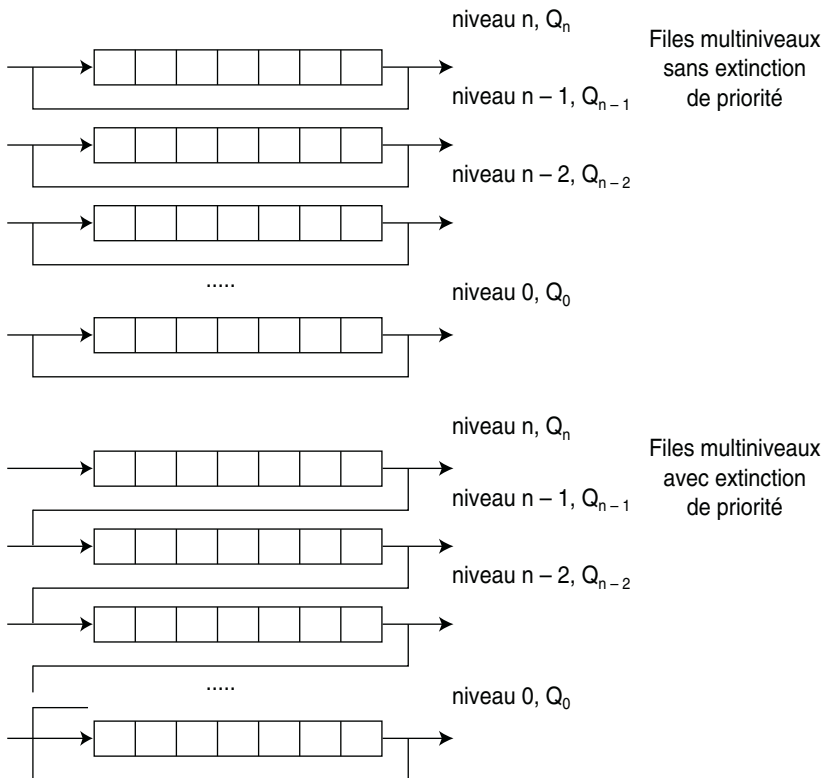 niveau n, Qn
Files multiniveaux
sans extinction
de priorité
niveau n – 1, Qn – 1
niveau n – 2, Qn – 2
.....
niveau 0, Q0
niveau n, Qn
Files multiniveaux
avec extinction
de priorité
niveau n – 1, Qn – 1
niveau n – 2, Qn – 2
.....
niveau 0, Q0